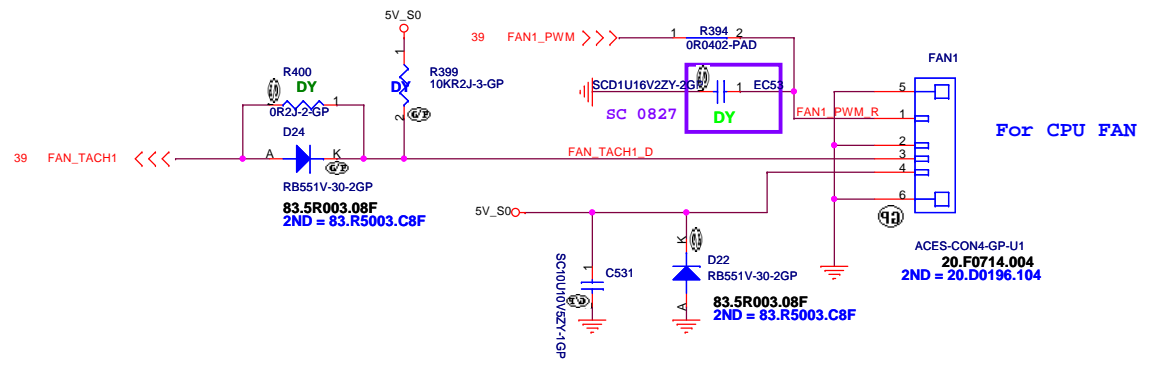 5V_S0
39 FAN1_PWM
1 R394 2
0R0402-PAD
FAN1
R400
DY
1
0R2J-2-GP
1
DY
R399
10KR2J-3-GP
2
SCD1U16V2ZY-2GP
1 EC53
SC 0827
DY
FAN1_PWM_R
5
1
2
3
4
6
For CPU FAN
D24
39 FAN_TACH1
A K
FAN_TACH1_D
RB551V-30-2GP
83.5R003.08F
2ND = 83.R5003.C8F
5V_S0
GP
ACES-CON4-GP-U1
20.F0714.004
2ND = 20.D0196.104
SC10U10V5ZY-1GP
1
C531
K
D22
RB551V-30-2GP
A
83.5R003.08F
2ND = 83.R5003.C8F